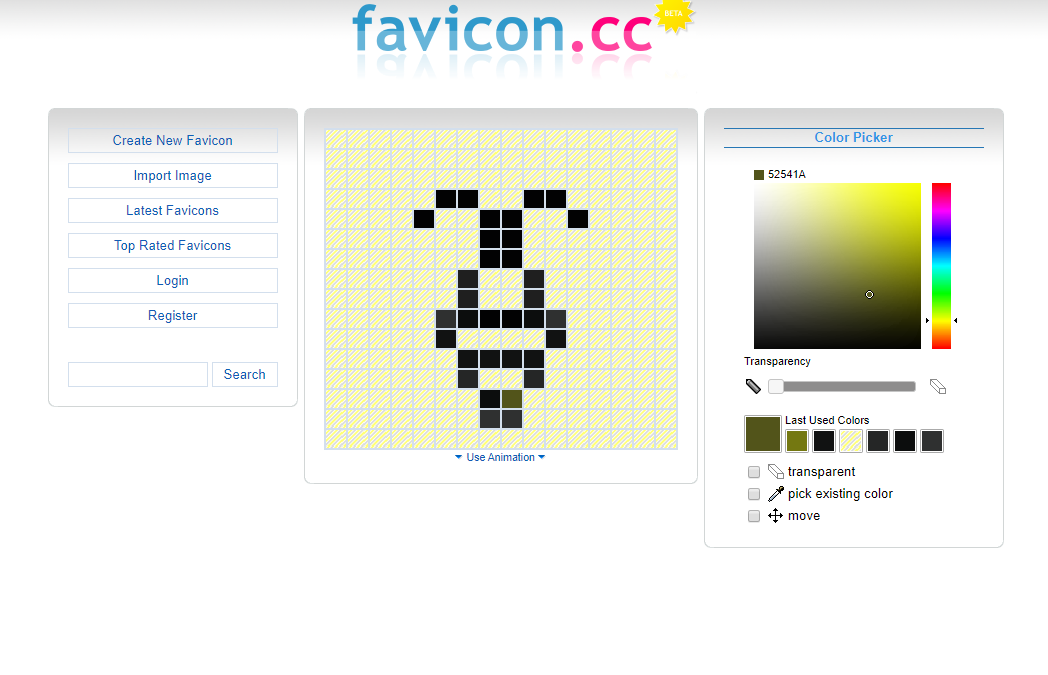 favicon.cc
BETA
Create New Favicon
Import Image
Latest Favicons
Top Rated Favicons
Login
Register
Search
Use Animation
Color Picker
52541A
Transparency
Last Used Colors
transparent
pick existing color
move